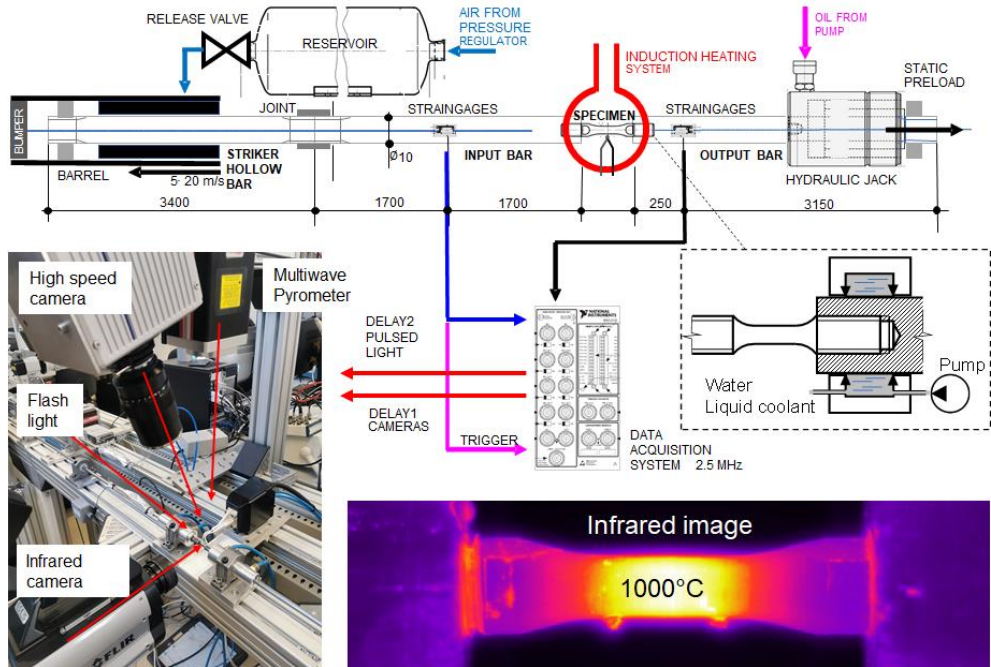 RELEASE VALVE
AIR FROM
PRESSURE
REGULATOR
RESERVOIR
OIL FROM
PUMP
INDUCTION HEATING
SYSTEM
STATIC
PRELOAD
BUMPER
JOINT
STRAINGAGES
SPECIMEN
STRAINGAGES
Ø10
BARREL
STRIKER
HOLLOW
BAR
INPUT BAR
OUTPUT BAR
HYDRAULIC JACK
5· 20 m/s
3400
1700
1700
250
3150
High speed
camera
Multiwave
Pyrometer
Flash
light
Infrared
camera
FLIR
DELAY2
PULSED
LIGHT
DELAY1
CAMERAS
TRIGGER
NATIONAL
INSTRUMENTS
DATA
ACQUISITION
SYSTEM 2.5 MHz
Water
Liquid coolant
Pump
Infrared image
1000°C